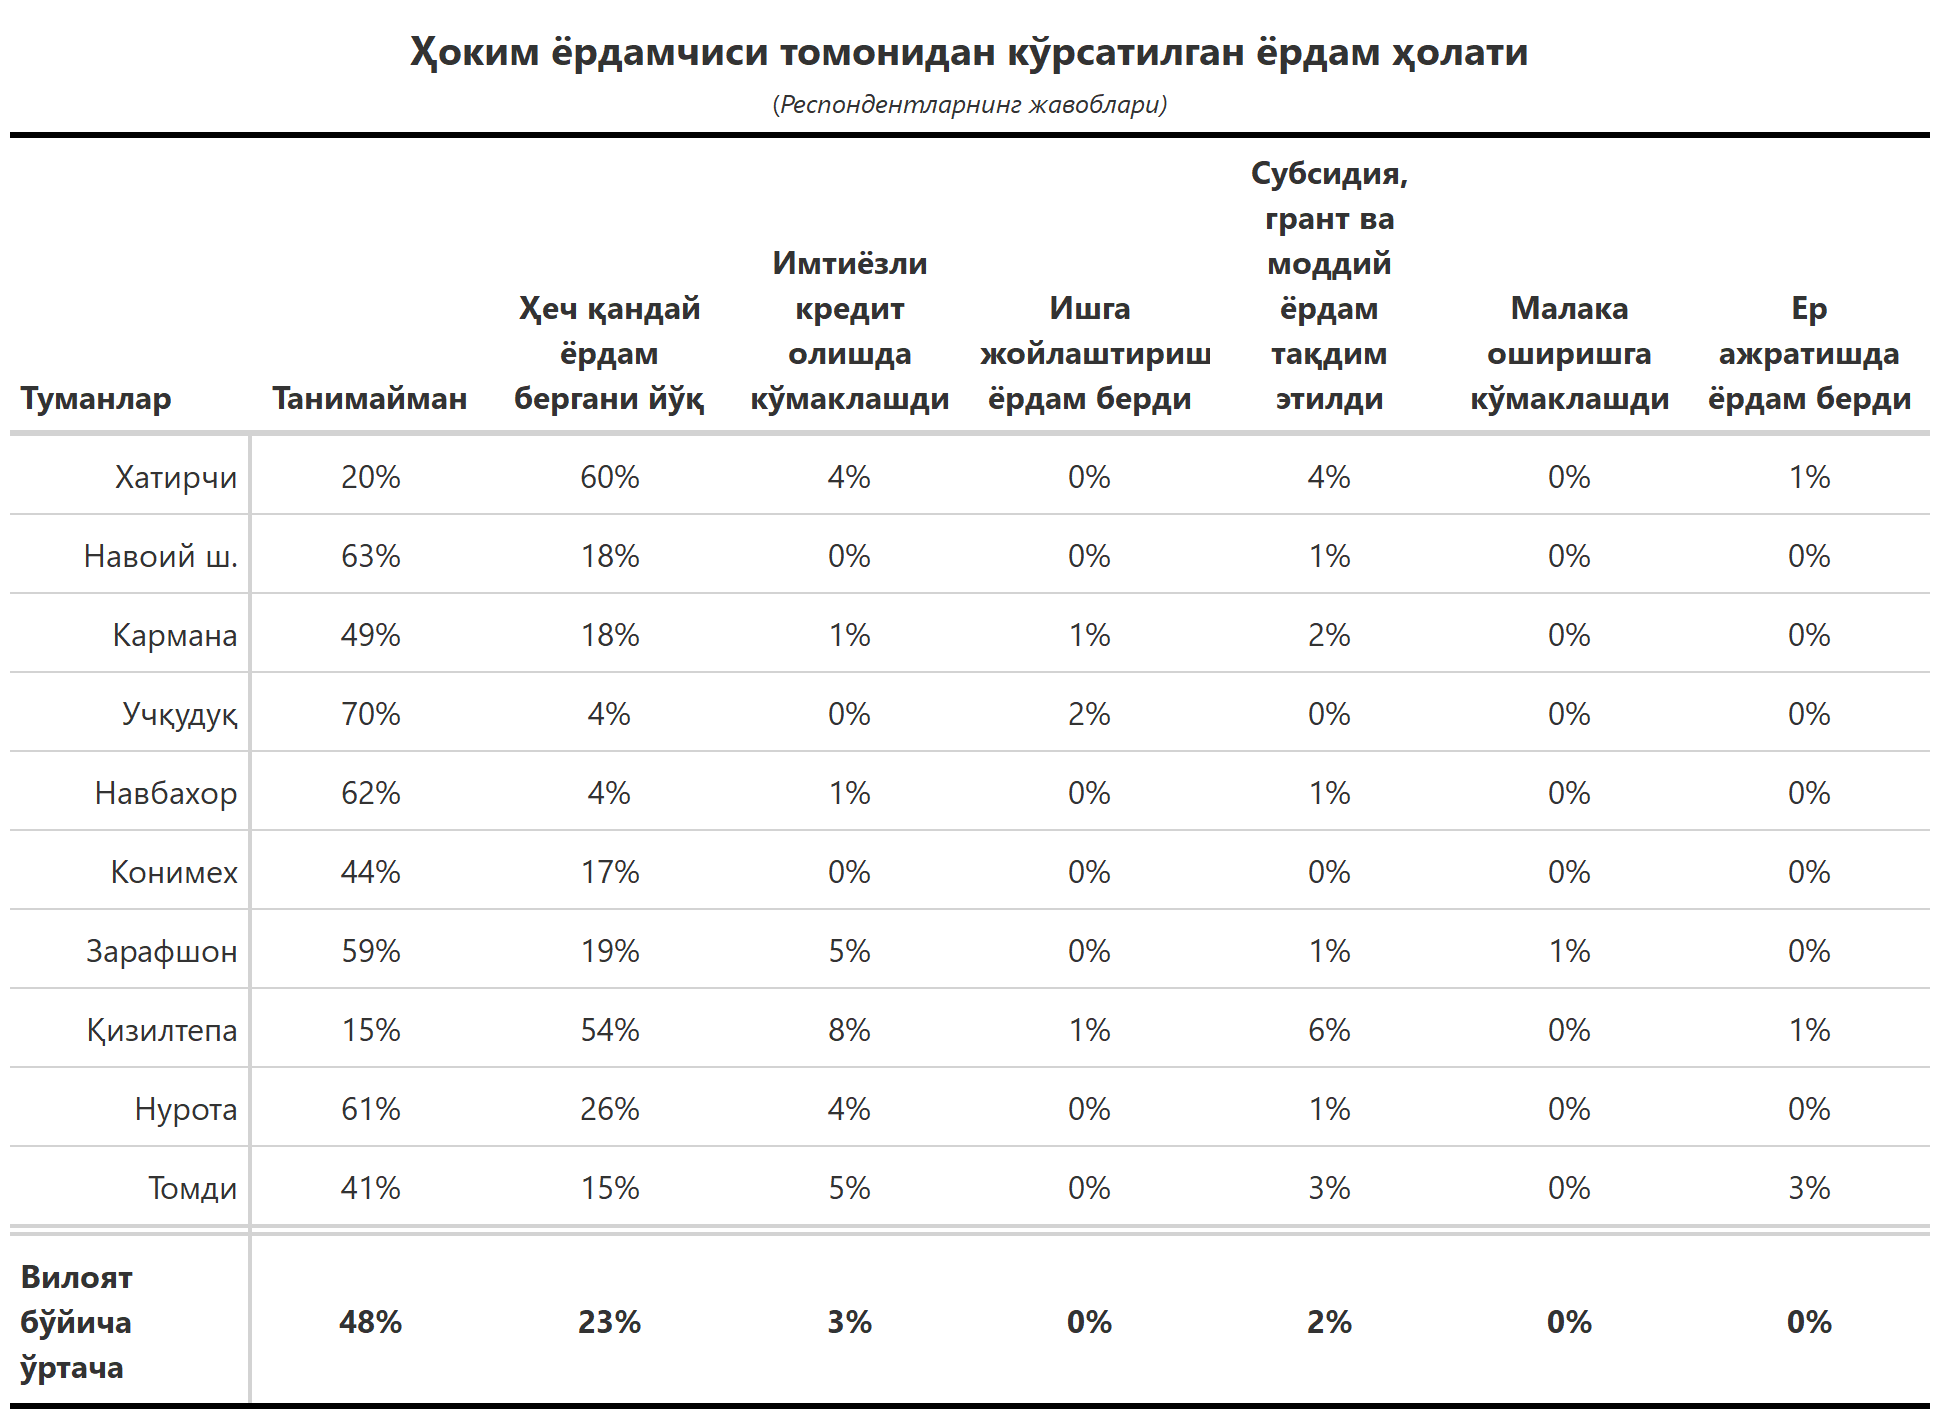 Ҳоким ёрдамчиси томонидан кўрсатилган ёрдам ҳолати
(Респондентларнинг жавоблари)
Туманлар
Танимайман
Ҳеч қандай
ёрдам
бергани йўқ
Имтиёзли
кредит
олишда
кўмаклашди
Ишга
жойлаштириш
ёрдам берди
Субсидия,
грант ва
моддий
ёрдам
тақдим
этилди
Малака
оширишга
кўмаклашди
Ер
ажратишда
ёрдам берди
Хатирчи 20% 60% 4% 0% 4% 0% 1%
Навоий ш. 63% 18% 0% 0% 1% 0% 0%
Кармана 49% 18% 1% 1% 2% 0% 0%
Учқудуқ 70% 4% 0% 2% 0% 0% 0%
Навбахор 62% 4% 1% 0% 1% 0% 0%
Конимех 44% 17% 0% 0% 0% 0% 0%
Зарафшон 59% 19% 5% 0% 1% 1% 0%
Қизилтепа 15% 54% 8% 1% 6% 0% 1%
Нурота 61% 26% 4% 0% 1% 0% 0%
Томди 41% 15% 5% 0% 3% 0% 3%
Вилоят
бўйича
ўртача
48% 23% 3% 0% 2% 0% 0%